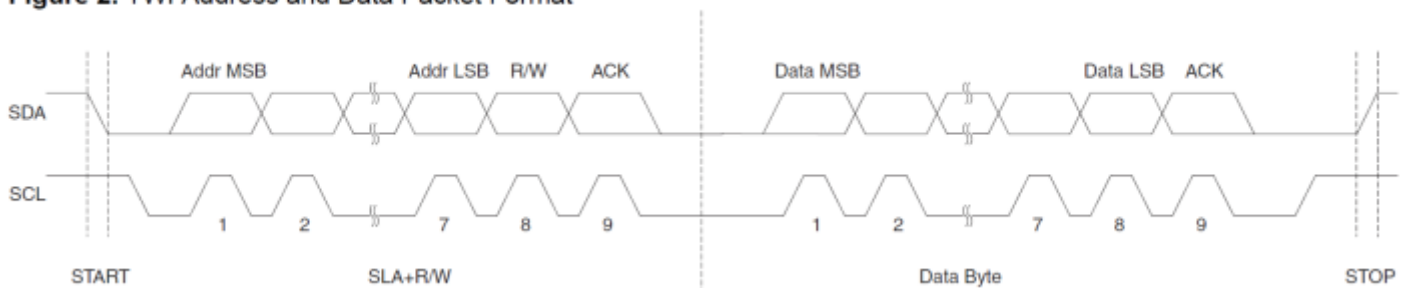 Figure 2. TWI Address and Data Packet Format
Addr MSB Addr LSB R/W ACK Data MSB Data LSB ACK
SDA
SCL
1 2 7 8 9 1 2 7 8 9
START SLA+R/W Data Byte STOP